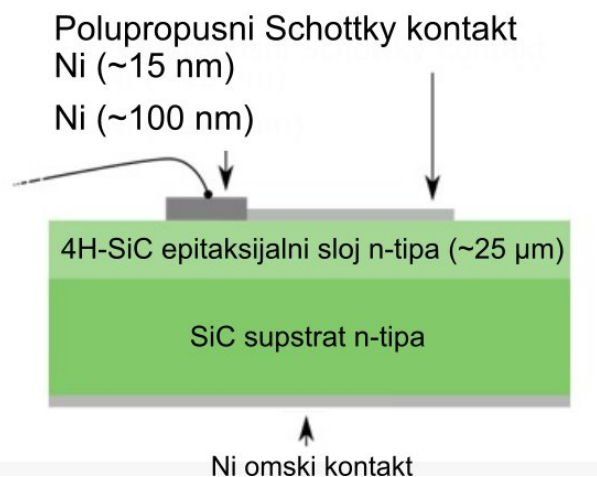 Polupropusni Schottky kontakt
Ni (~15 nm)
Ni (~100 nm)
4H-SiC epitaksijalni sloj n-tipa (~25 µm)
SiC supstrat n-tipa
Ni omski kontakt